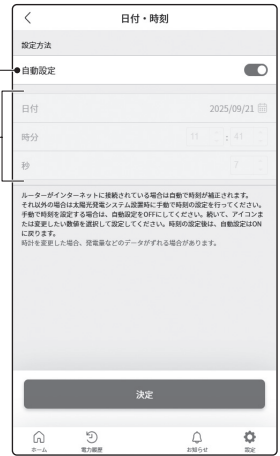 日付・時刻
設定方法
自動設定
日付 2025/09/21
時分 11 : 41
秒 7
ルーターがインターネットに接続されている場合は自動で時刻が補正されます。
それ以外の場合は太陽光発電システム設置時に手動で時刻の設定を行ってください。
手動で時刻を設定する場合は、自動設定をOFFにしてください。続いて、アイコンま
たは変更したい数値を選択して設定してください。時刻の設定後は、自動設定はON
に戻ります。
時計を変更した場合、発電量などのデータがずれる場合があります。
決定
ホーム 電力履歴 お知らせ 設定